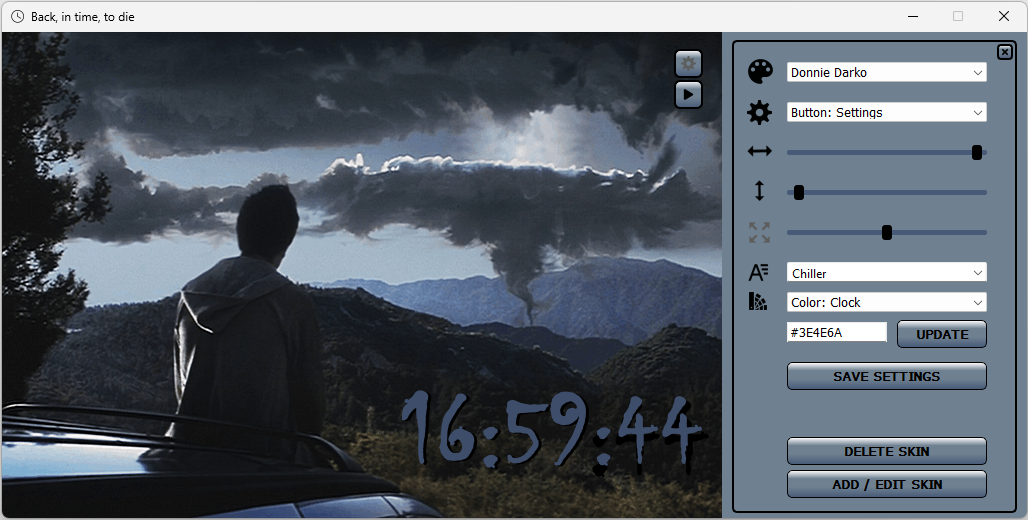 Back, in time, to die
Donnie Darko
Button: Settings
Chiller
Color: Clock
#3E4E6A
UPDATE
SAVE SETTINGS
16:59:44
DELETE SKIN
ADD / EDIT SKIN